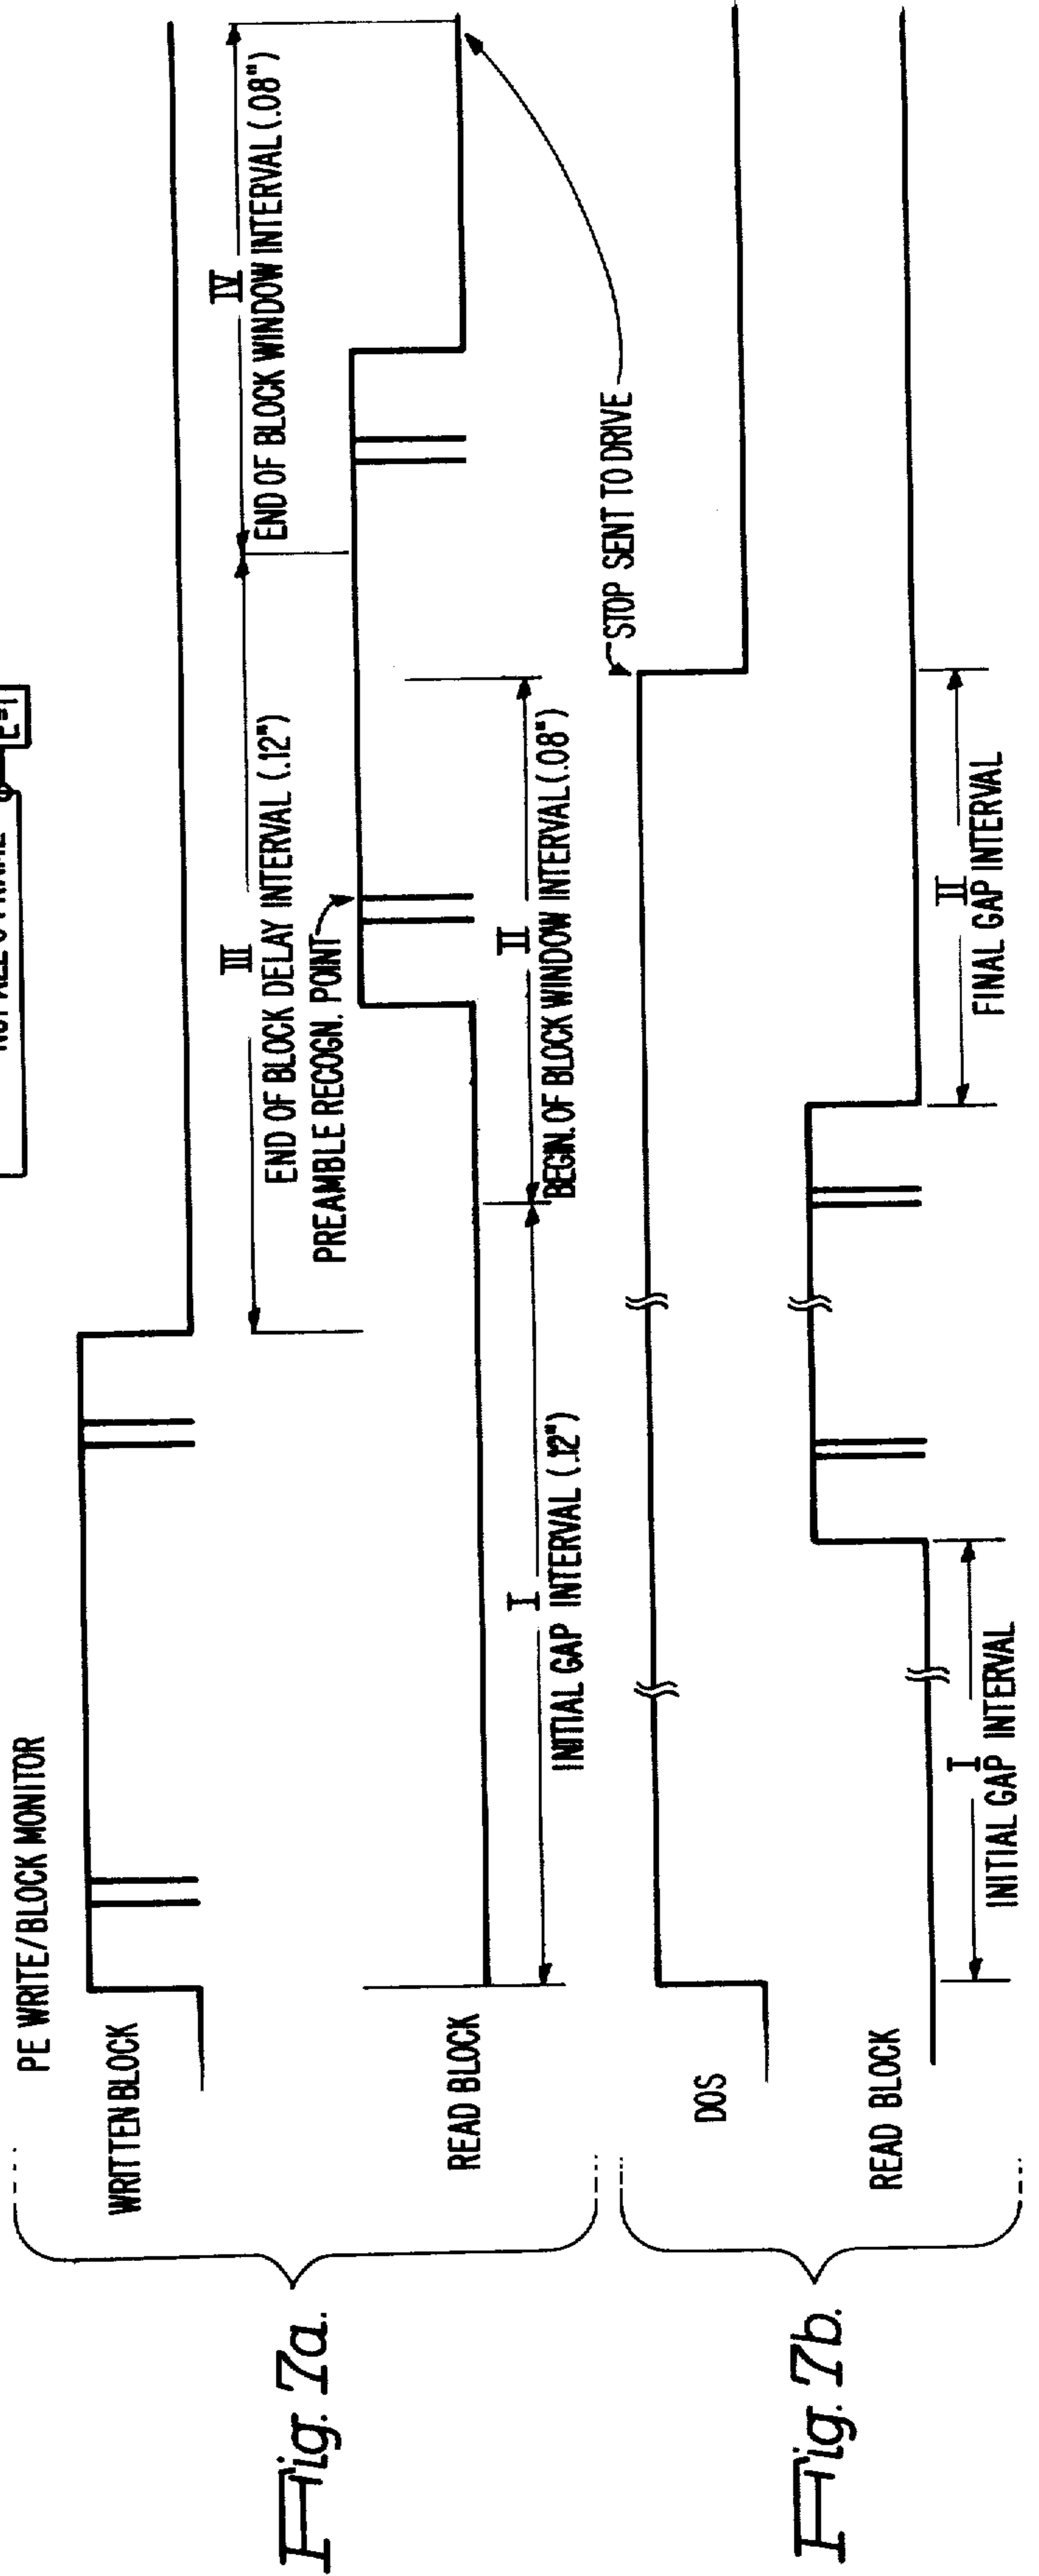 E=1
PE WRITE/BLOCK MONITOR
WRITTEN BLOCK
III
END OF BLOCK DELAY INTERVAL (.12")
IV
END OF BLOCK WINDOW INTERVAL (.08")
PREAMBLE RECOGN. POINT
READ BLOCK
I
INITIAL GAP INTERVAL (.12")
II
BEGIN. OF BLOCK WINDOW INTERVAL (.08")
Fig. 7a.
STOP SENT TO DRIVE
DOS
READ BLOCK
I
INITIAL GAP INTERVAL
II
FINAL GAP INTERVAL
Fig. 7b.